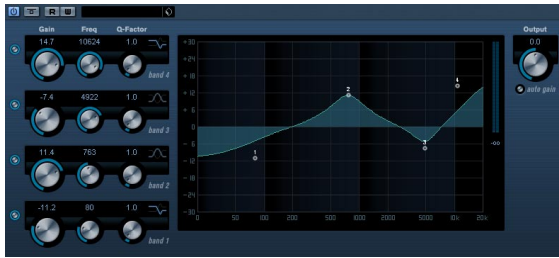 R W
Gain Freq Q-Factor
14.7 10624 1.0
band 4
-7.4 4922 1.0
band 3
11.4 763 1.0
band 2
-11.2 80 1.0
band 1
+30
+24
+18
+12
+6
0
-6
-12
-18
-24
-30
1
2
3
4
0 50 100 200 500 1000 2000 5000 10k 20k
-oo
Output
0.0
auto gain